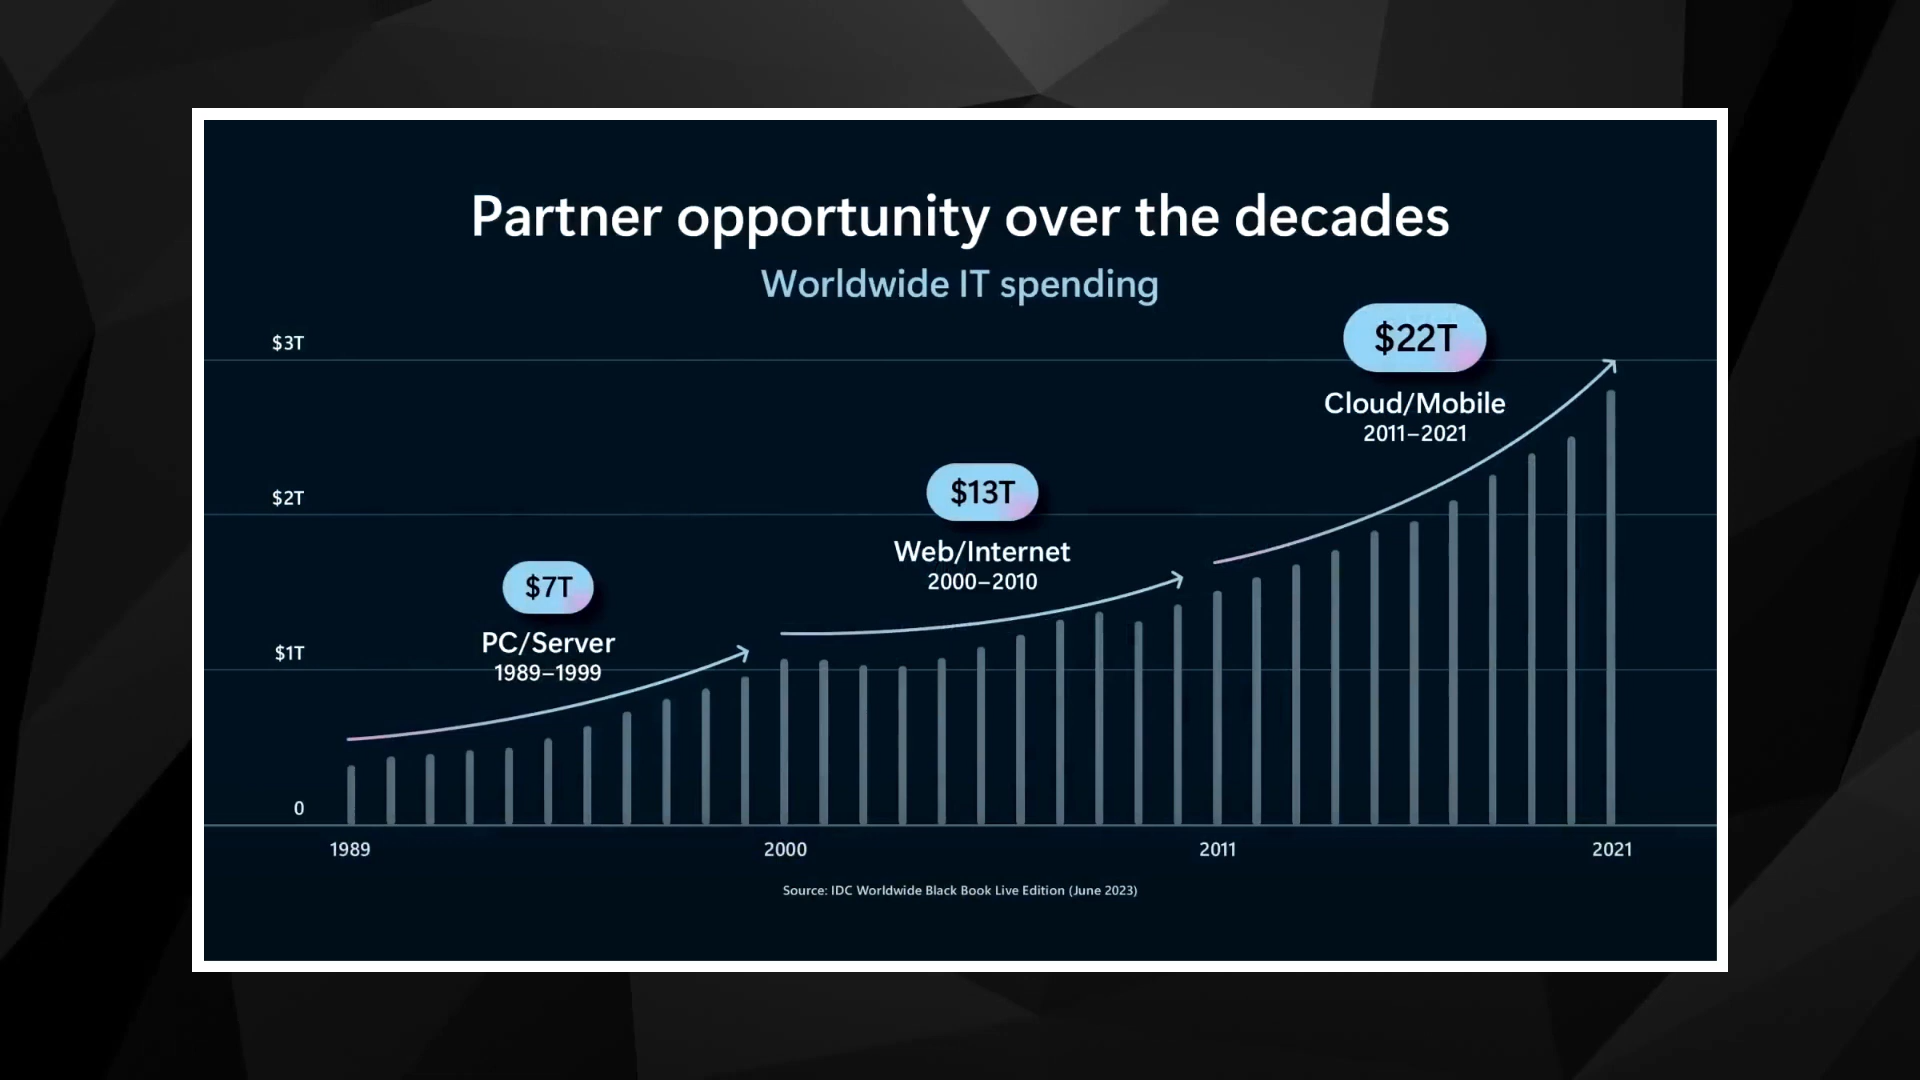 Partner opportunity over the decades
Worldwide IT spending
$3T
$22T
Cloud/Mobile
2011–2021
$2T
$13T
Web/Internet
2000–2010
$7T
PC/Server
1989–1999
$1T
0
1989
2000
2011
2021
Source: IDC Worldwide Black Book Live Edition (June 2023)